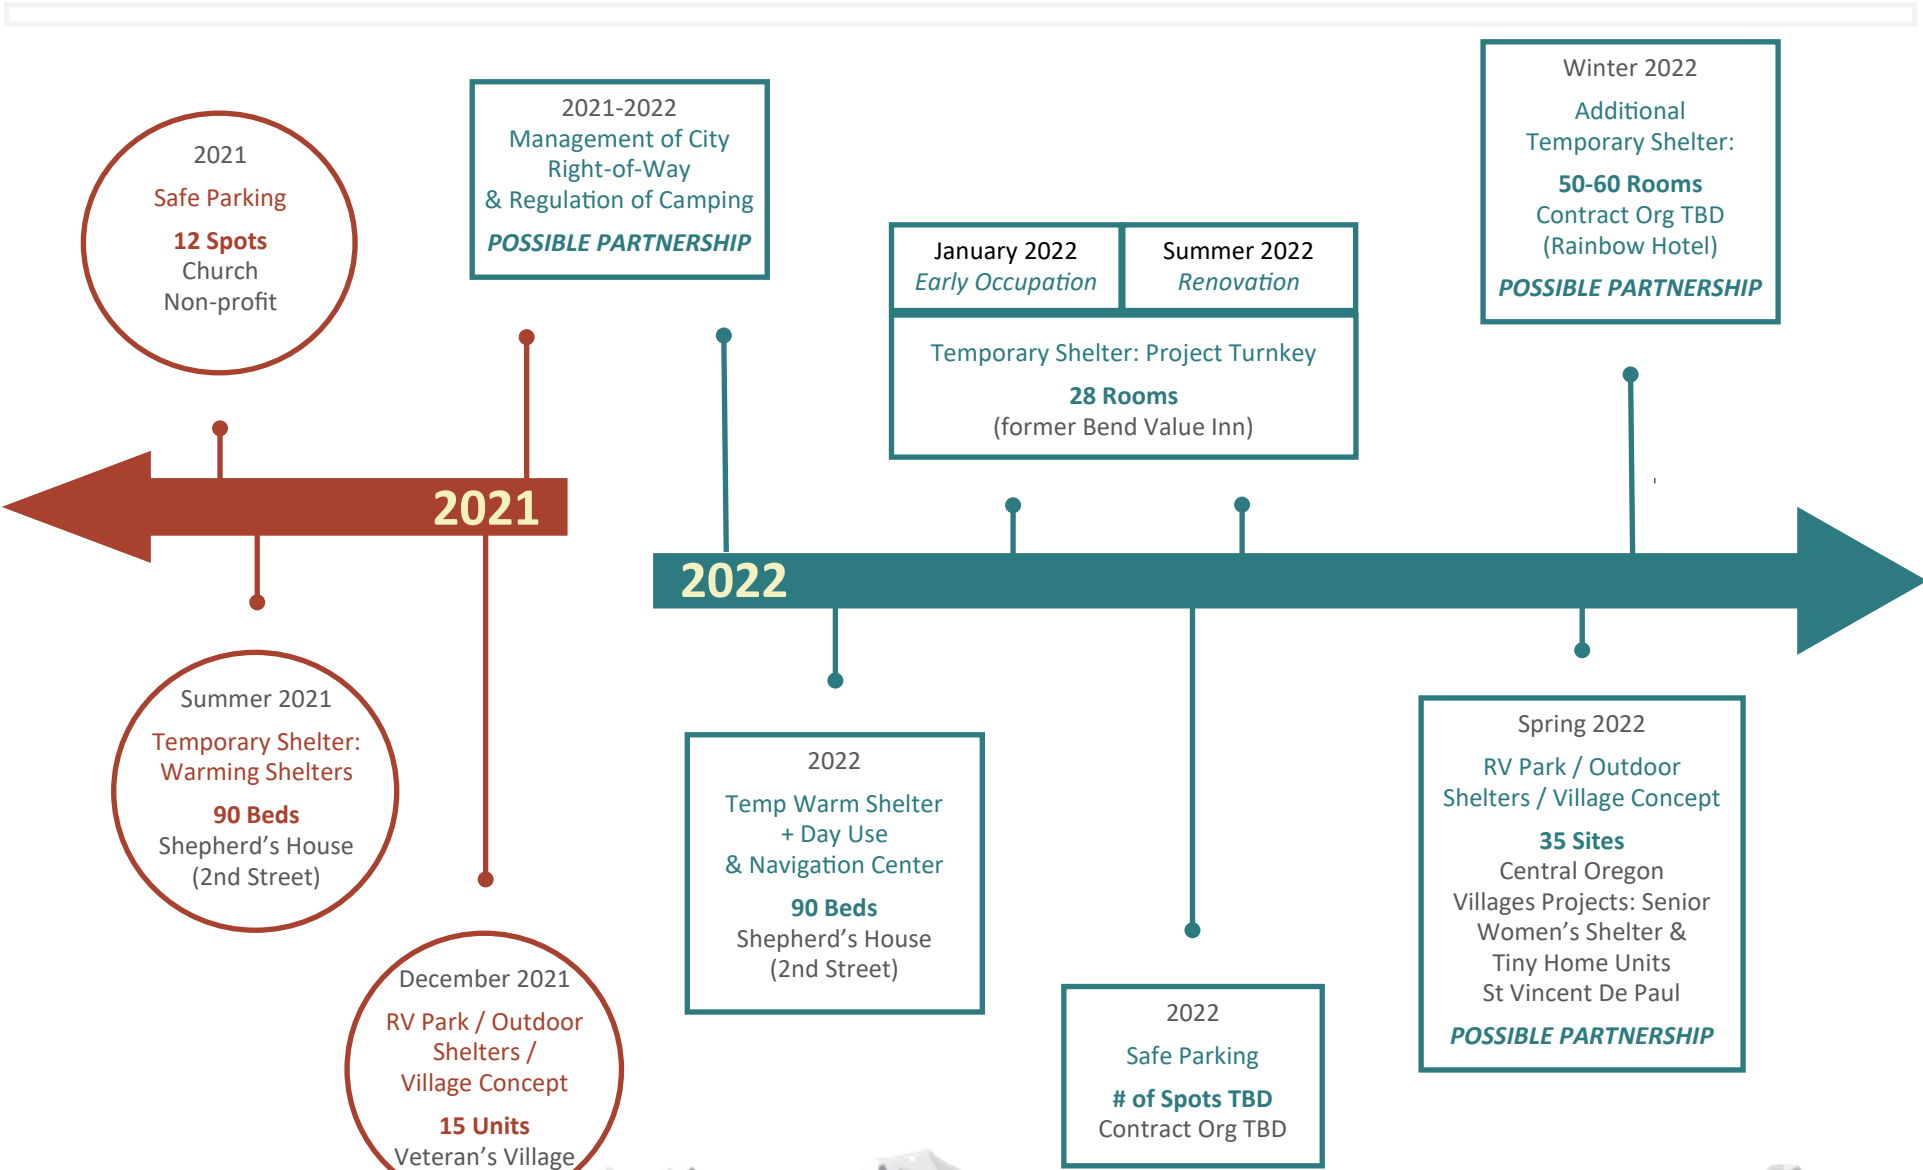 2021
Safe Parking
12 Spots
Church
Non-profit
2021-2022
Management of City
Right-of-Way
& Regulation of Camping
POSSIBLE PARTNERSHIP
January 2022
Early Occupation
Summer 2022
Renovation
Temporary Shelter: Project Turnkey
28 Rooms
(former Bend Value Inn)
Winter 2022
Additional
Temporary Shelter:
50-60 Rooms
Contract Org TBD
(Rainbow Hotel)
POSSIBLE PARTNERSHIP
2021
2022
Summer 2021
Temporary Shelter:
Warming Shelters
90 Beds
Shepherd’s House
(2nd Street)
December 2021
RV Park / Outdoor
Shelters /
Village Concept
15 Units
Veteran’s Village
2022
Temp Warm Shelter
+ Day Use
& Navigation Center
90 Beds
Shepherd’s House
(2nd Street)
2022
Safe Parking
# of Spots TBD
Contract Org TBD
Spring 2022
RV Park / Outdoor
Shelters / Village Concept
35 Sites
Central Oregon
Villages Projects: Senior
Women’s Shelter &
Tiny Home Units
St Vincent De Paul
POSSIBLE PARTNERSHIP